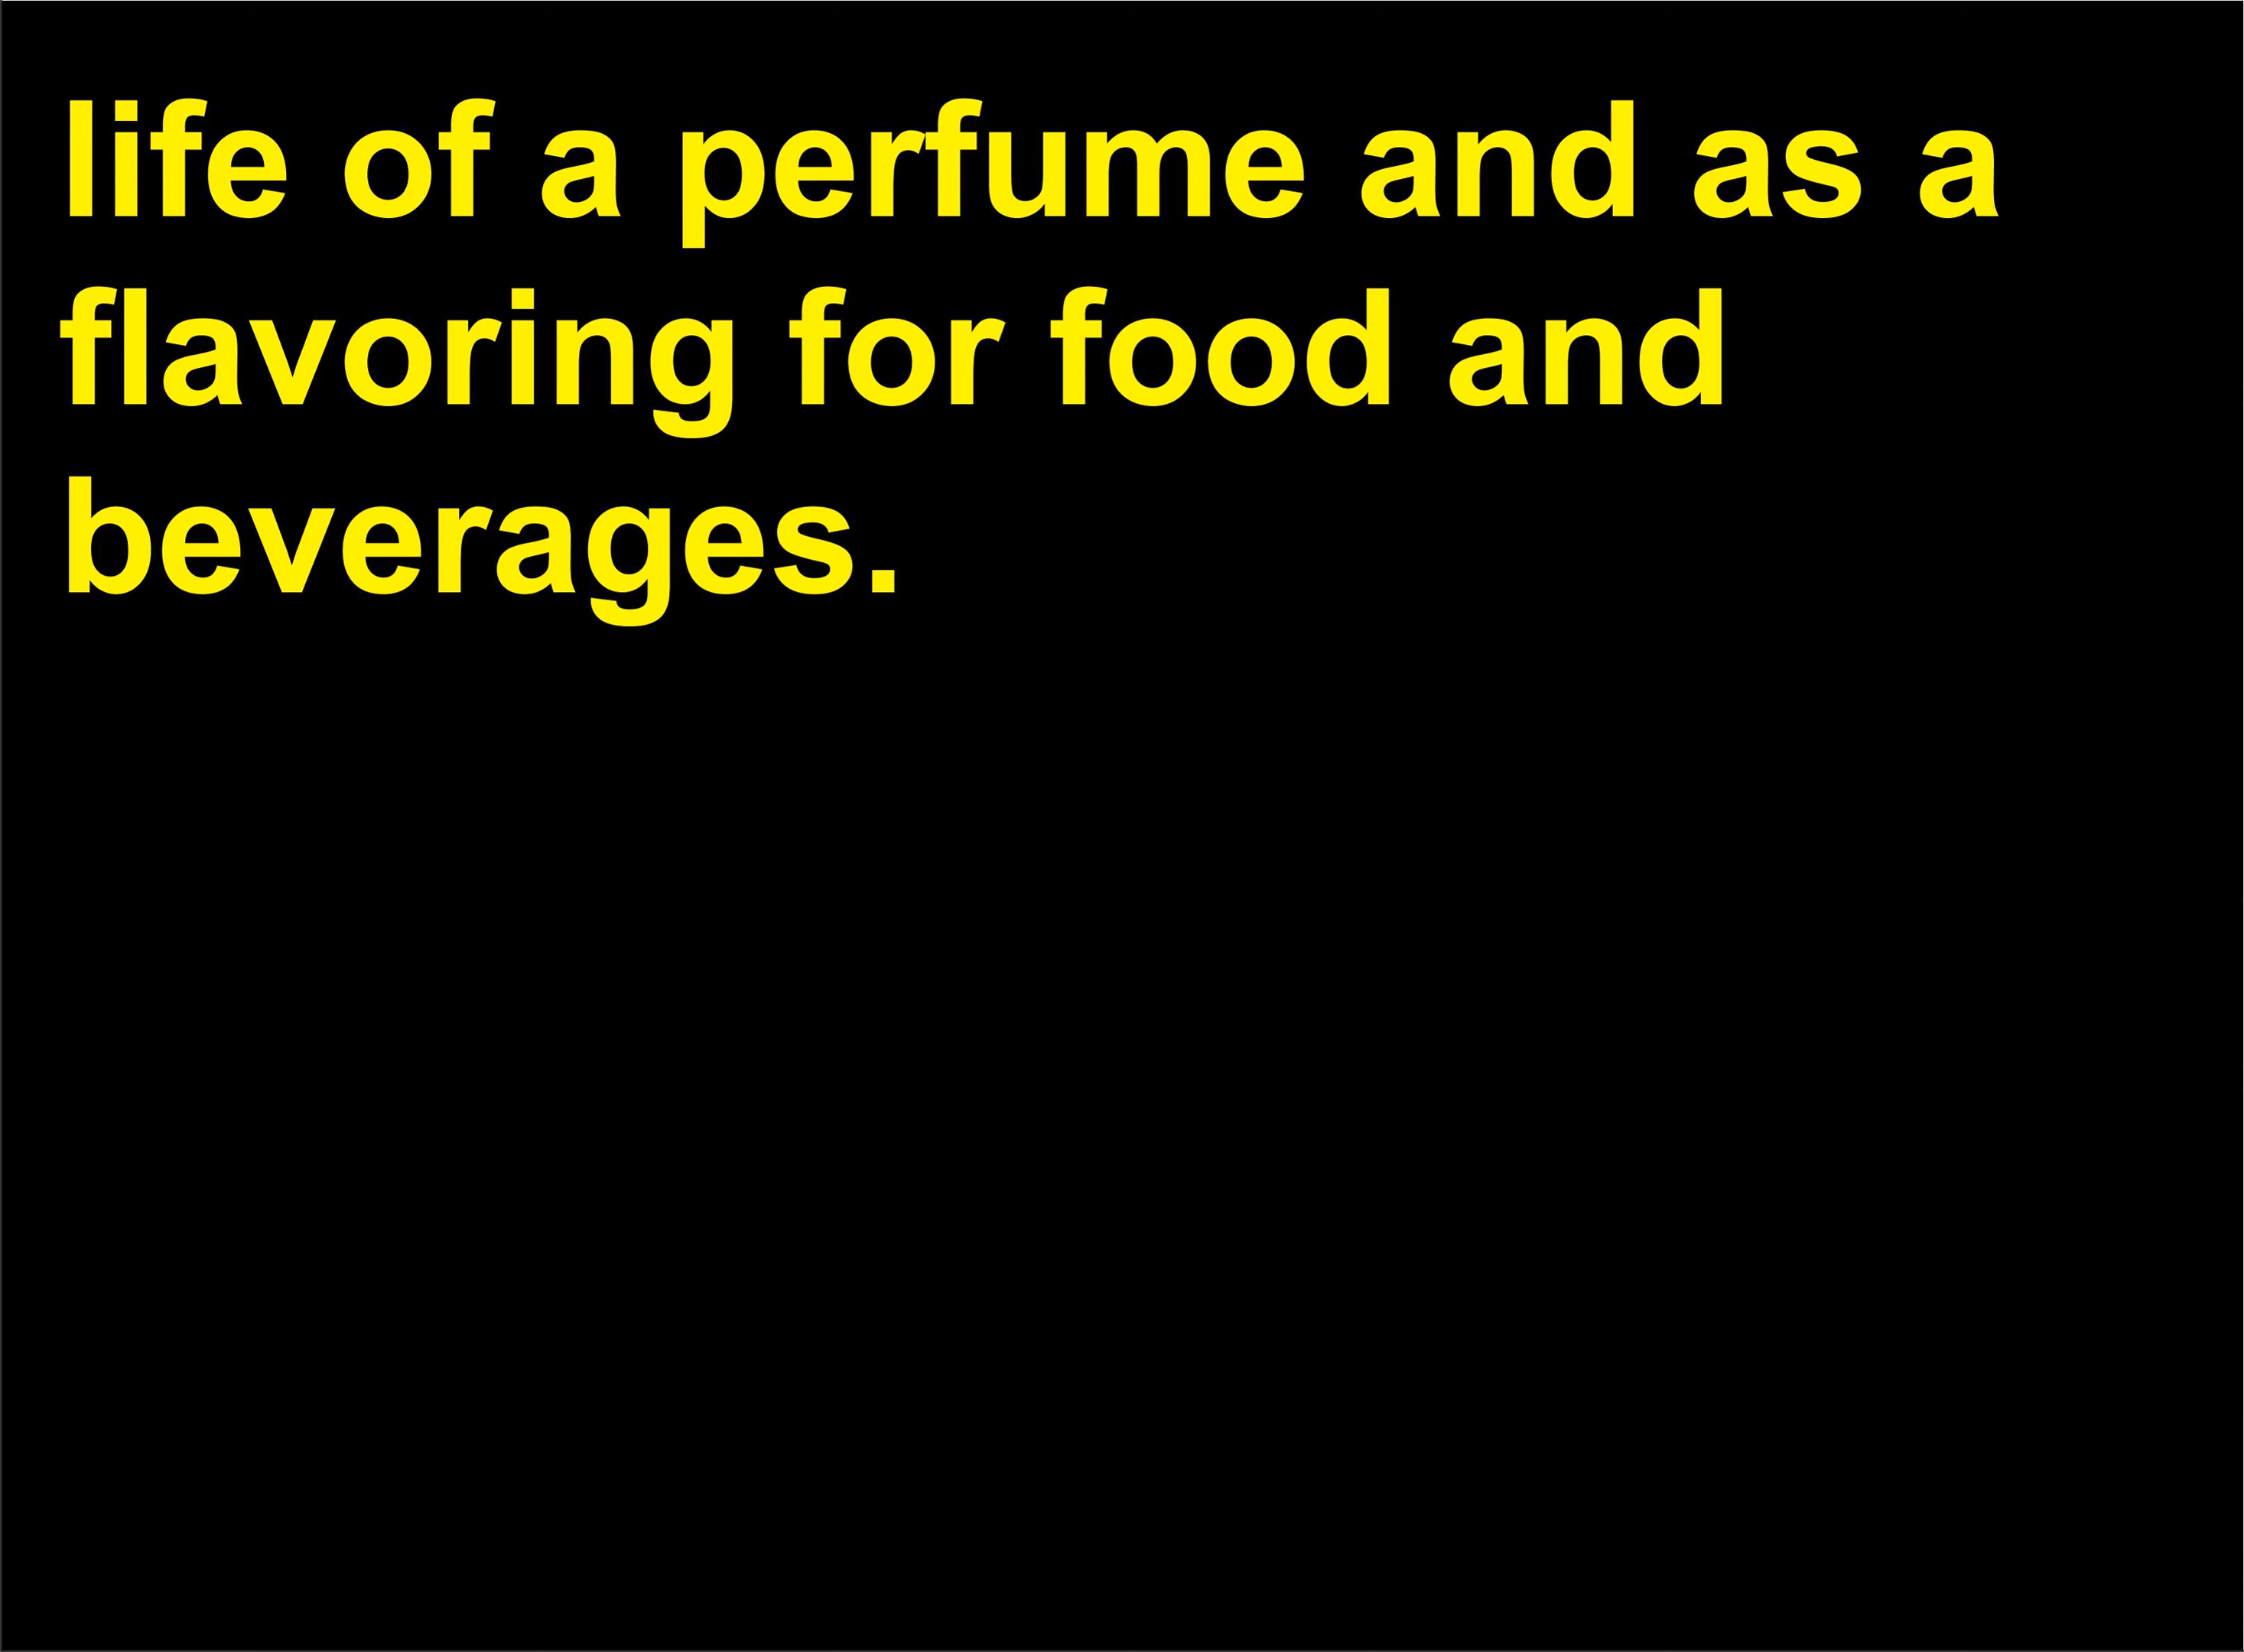 life of a perfume and as a
flavoring for food and
beverages.